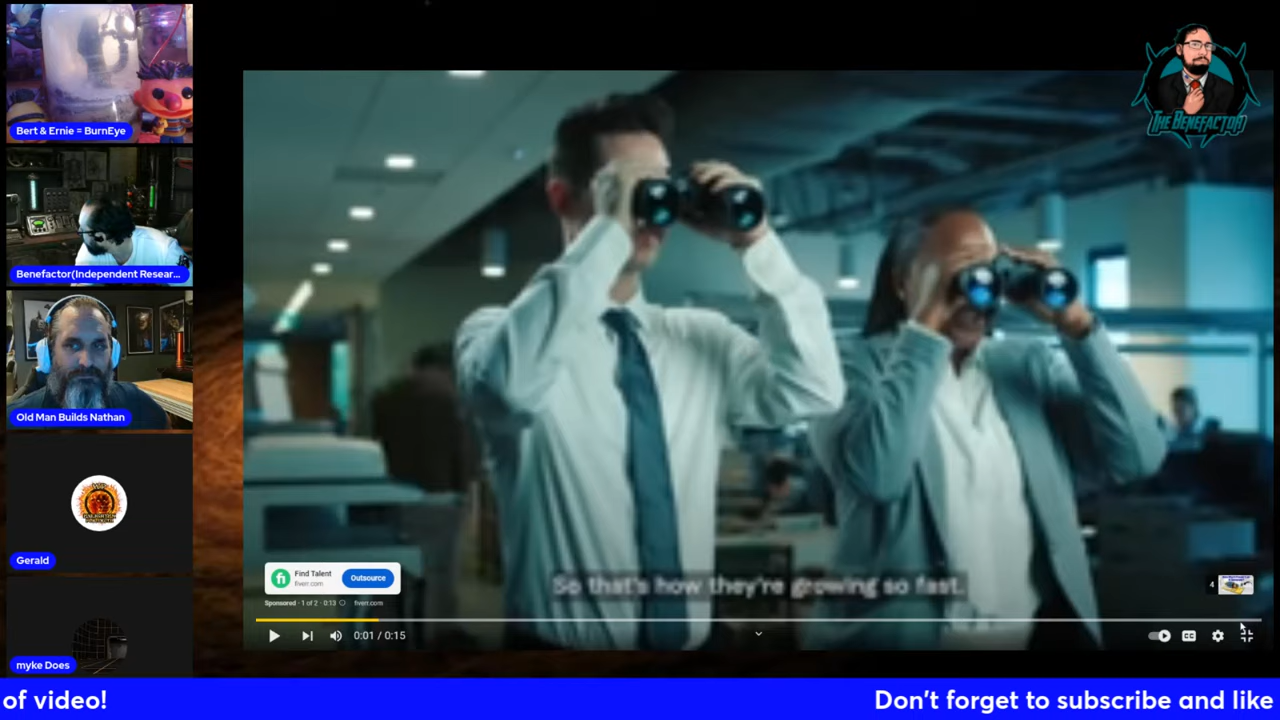 Bert & Ernie = BurnEye
Benefactor(Independent Resear...
Old Man Builds Nathan
Gerald
myke Does
THE BENEFACTOR
So that's how they're growing so fast.
Find Talent
fiverr.com
Outsource
Sponsored · 1 of 2 · 0:13
fiverr.com
4
0:01 / 0:15
CC
of video!
Don't forget to subscribe and like